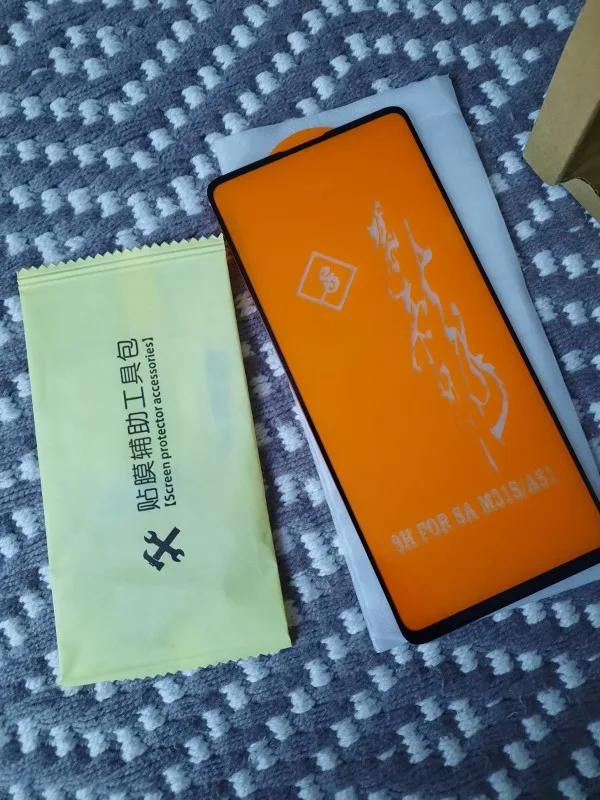 贴膜辅助工具包
【Screen protector accessories】
9H FOR SA M31S/A51